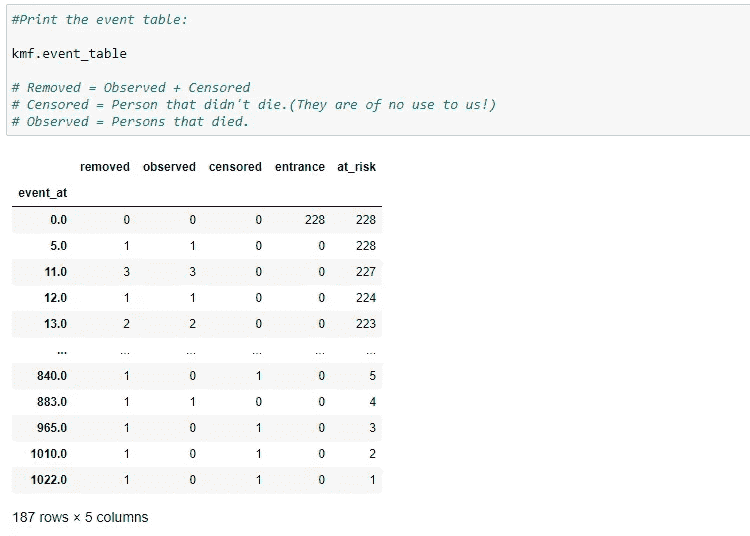 #Print the event table:
kmf.event_table
# Removed = Observed + Censored
# Censored = Person that didn't die.(They are of no use to us!)
# Observed = Persons that died.
removed observed censored entrance at_risk
event_at
0.0 0 0 0 228 228
5.0 1 1 0 0 228
11.0 3 3 0 0 227
12.0 1 1 0 0 224
13.0 2 2 0 0 223
... ... ... ... ... ...
840.0 1 0 1 0 5
883.0 1 1 0 0 4
965.0 1 0 1 0 3
1010.0 1 0 1 0 2
1022.0 1 0 1 0 1
187 rows × 5 columns